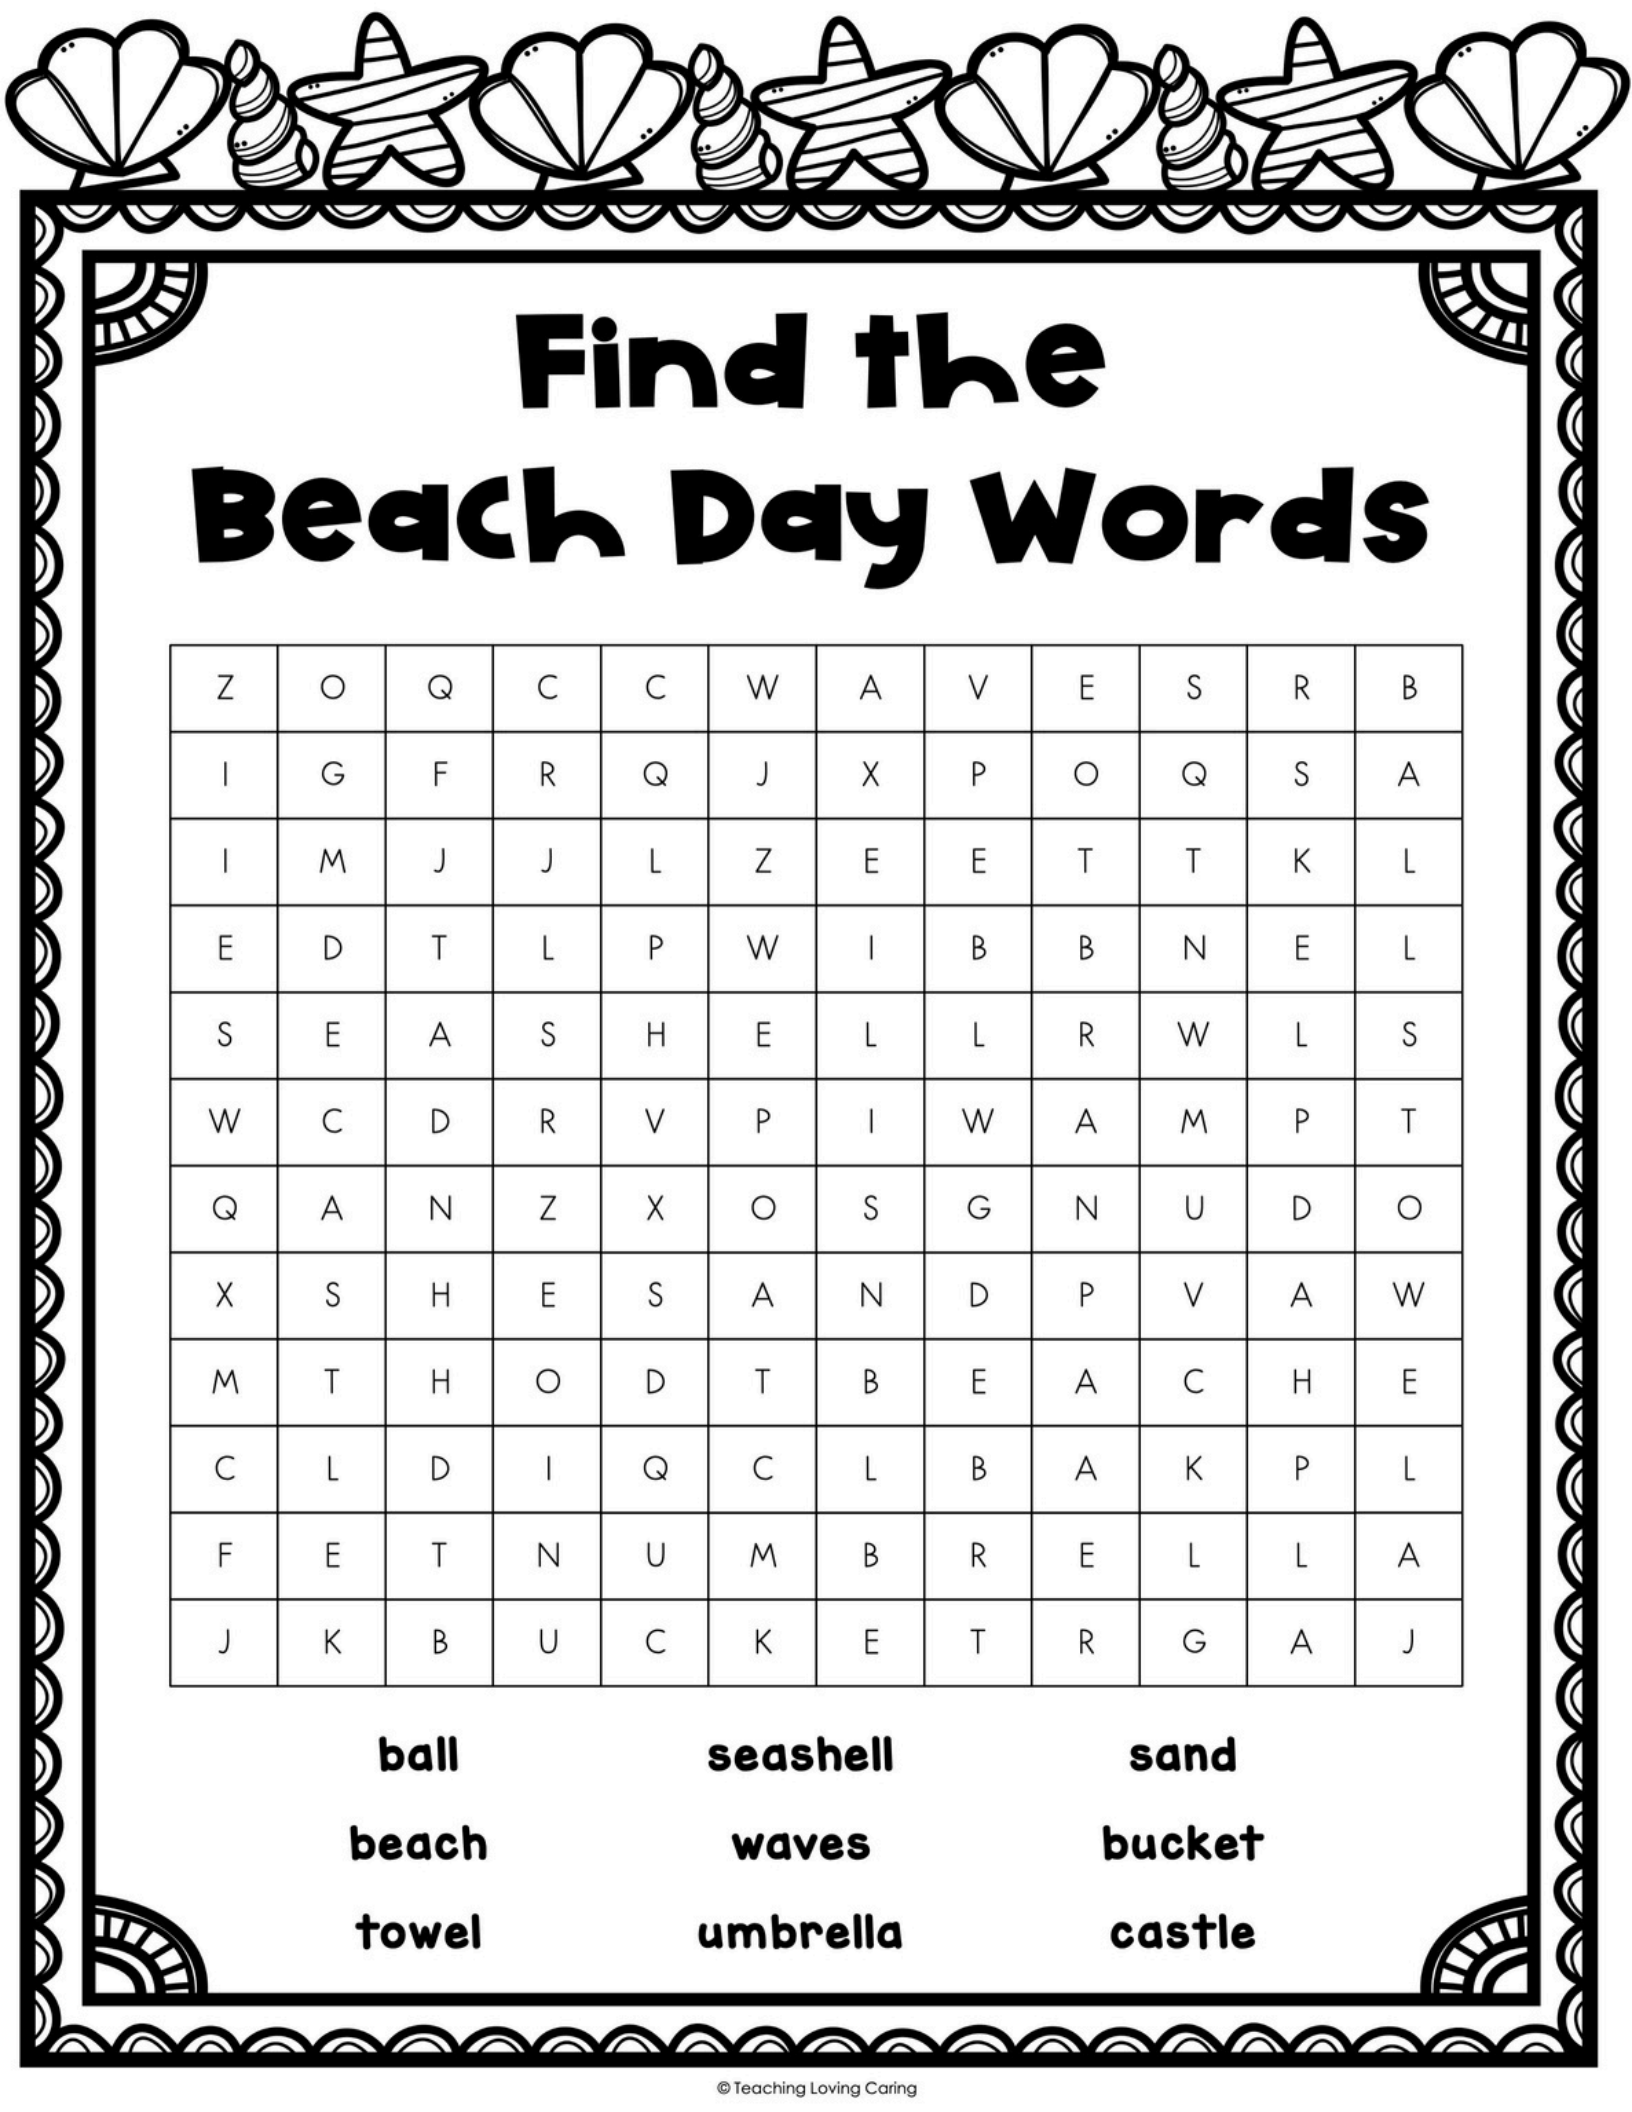 Find the
Beach Day Words
Z O Q C C W A V E S R B
I G F R Q J X P O Q S A
I M J J L Z E E T T K L
E D T L P W I B B N E L
S E A S H E L L R W L S
W C D R V P I W A M P T
Q A N Z X O S G N U D O
X S H E S A N D P V A W
M T H O D T B E A C H E
C L D I Q C L B A K P L
F E T N U M B R E L L A
J K B U C K E T R G A J
ball seashell sand
beach waves bucket
towel umbrella castle
© Teaching Loving Caring